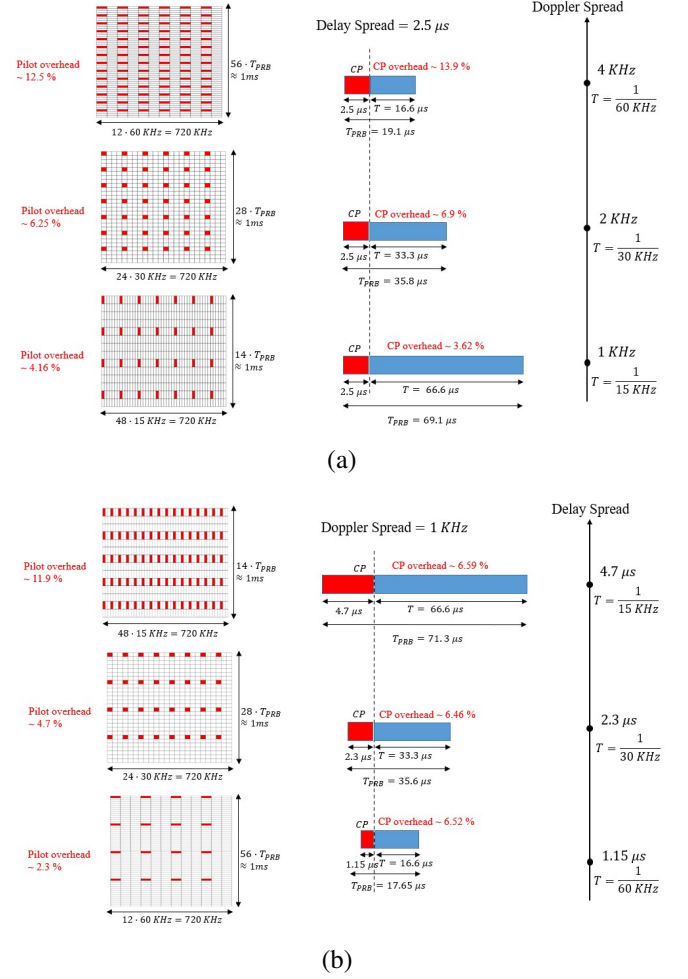 Doppler Spread
Delay Spread = 2.5 μs
Pilot overhead
~ 12.5 %
56 · T_PRB
≈ 1ms
12 · 60 KHz = 720 KHz
CP
CP overhead ~ 13.9 %
2.5 μs
T = 16.6 μs
T_PRB = 19.1 μs
4 KHz
T = 1/60 KHz
Pilot overhead
~ 6.25 %
28 · T_PRB
≈ 1ms
24 · 30 KHz = 720 KHz
CP
CP overhead ~ 6.9 %
2.5 μs
T = 33.3 μs
T_PRB = 35.8 μs
2 KHz
T = 1/30 KHz
Pilot overhead
~ 4.16 %
14 · T_PRB
≈ 1ms
48 · 15 KHz = 720 KHz
CP
CP overhead ~ 3.62 %
2.5 μs
T = 66.6 μs
T_PRB = 69.1 μs
1 KHz
T = 1/15 KHz
(a)
Delay Spread
Doppler Spread = 1 KHz
Pilot overhead
~ 11.9 %
14 · T_PRB
≈ 1ms
48 · 15 KHz = 720 KHz
CP
CP overhead ~ 6.59 %
4.7 μs
T = 66.6 μs
T_PRB = 71.3 μs
4.7 μs
T = 1/15 KHz
Pilot overhead
~ 4.7 %
28 · T_PRB
≈ 1ms
24 · 30 KHz = 720 KHz
CP
CP overhead ~ 6.46 %
2.3 μs
T = 33.3 μs
T_PRB = 35.6 μs
2.3 μs
T = 1/30 KHz
Pilot overhead
~ 2.3 %
56 · T_PRB
≈ 1ms
12 · 60 KHz = 720 KHz
CP
CP overhead ~ 6.52 %
1.15 μs
T = 16.6 μs
T_PRB = 17.65 μs
1.15 μs
T = 1/60 KHz
(b)